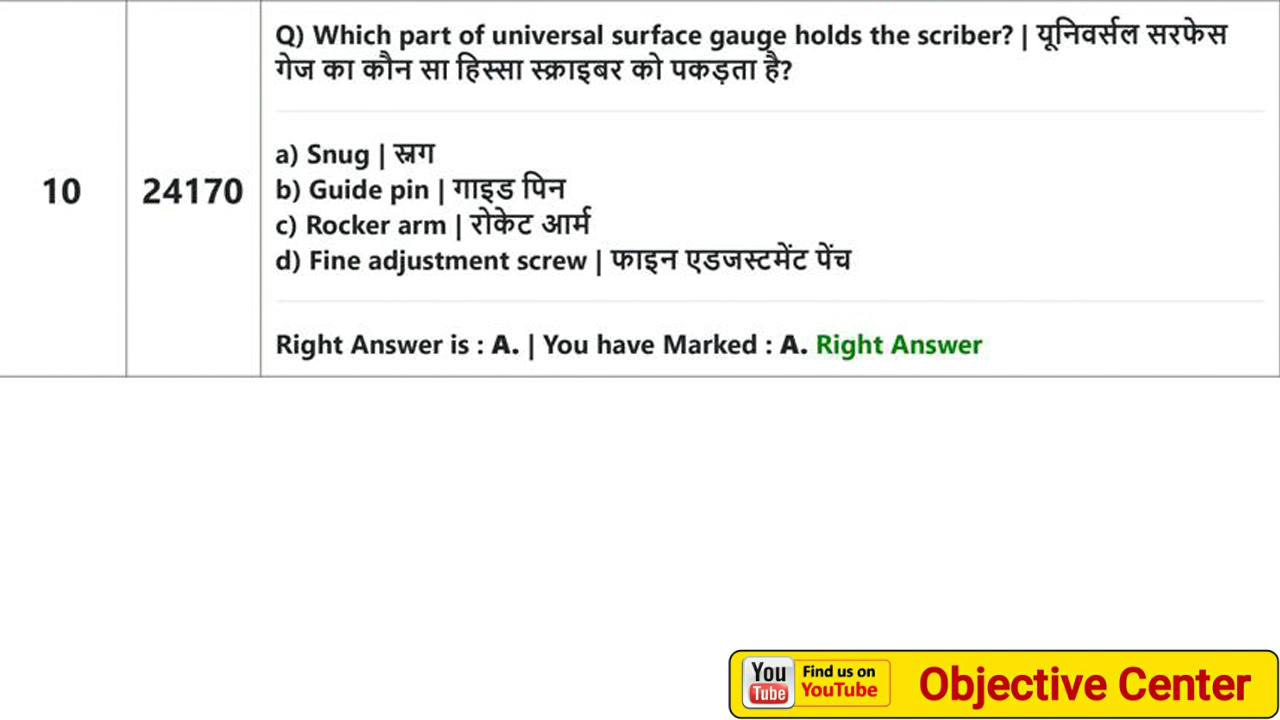 Q) Which part of universal surface gauge holds the scriber? | यूनिवर्सल सरफेस
गेज का कौन सा हिस्सा स्क्राइबर को पकड़ता है?
a) Snug | स्नग
10
24170
b) Guide pin | गाइड पिन
c) Rocker arm | रोकेट आर्म
d) Fine adjustment screw | फाइन एडजस्टमेंट पेंच
Right Answer is : A. | You have Marked : A. Right Answer
You
Tube
Find us on
YouTube
Objective Center